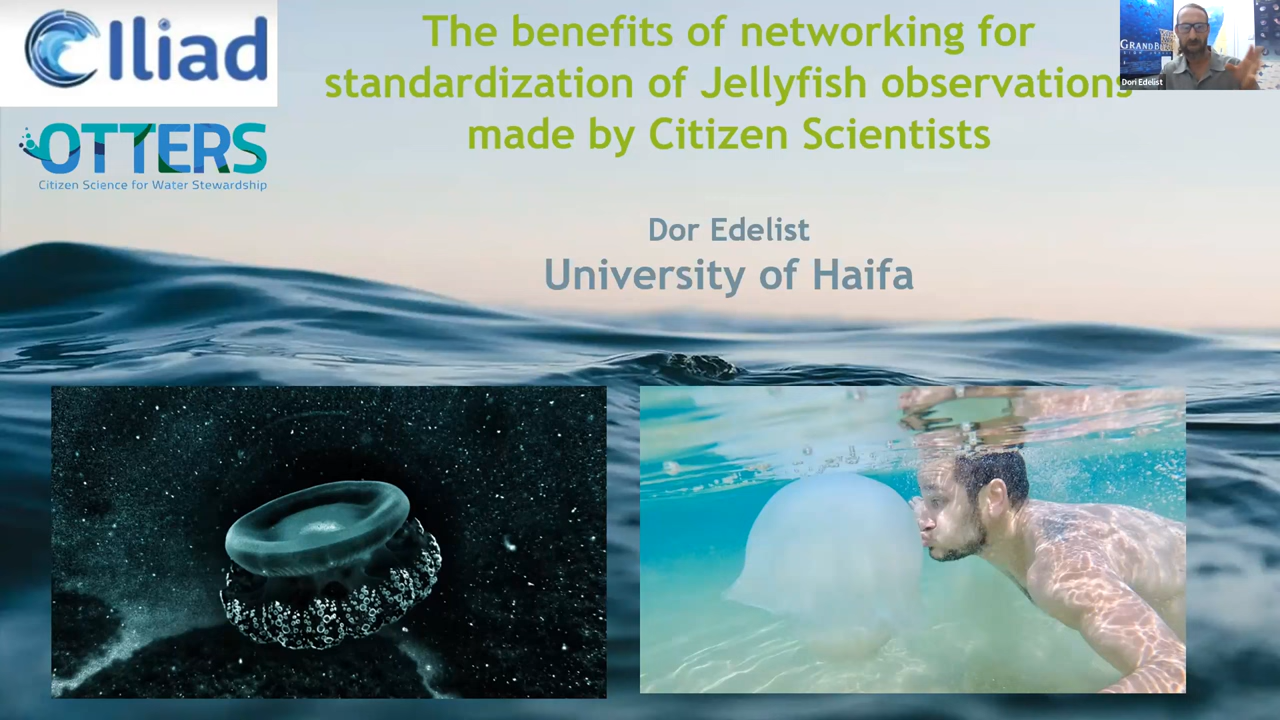 Iliad
OTTERS
Citizen Science for Water Stewardship
The benefits of networking for
standardization of Jellyfish observations
made by Citizen Scientists
Dor Edelist
University of Haifa
Dori Edelist